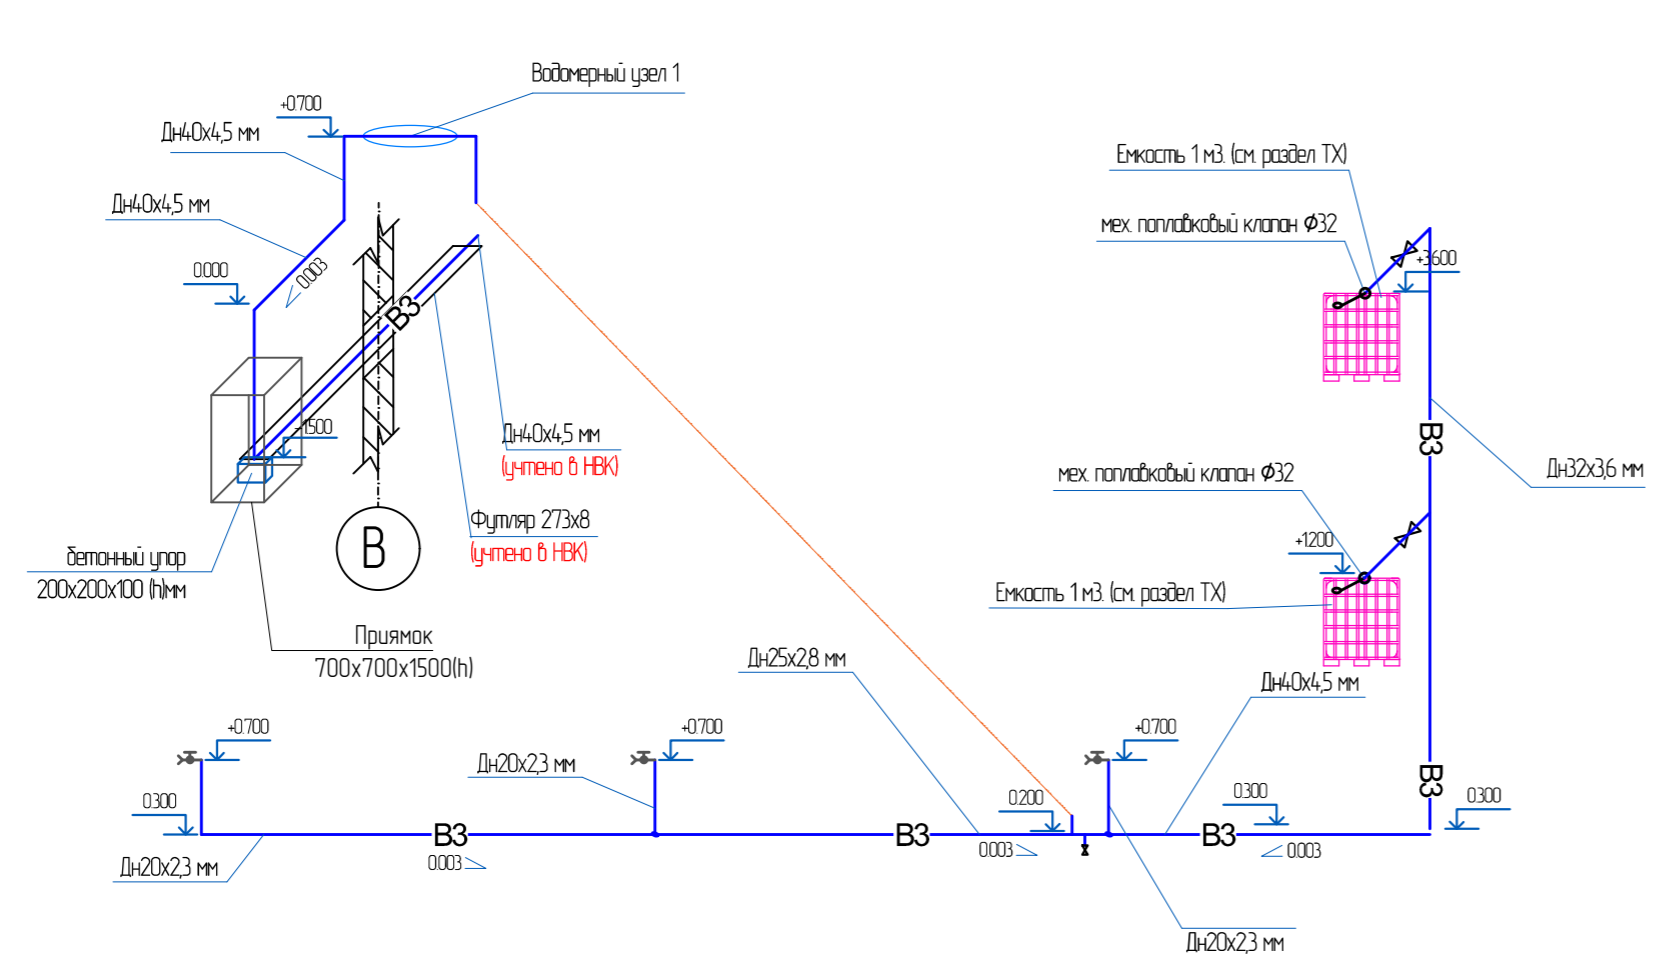 Водомерный узел 1
+0.700
Дн40х4,5 мм
Дн40х4,5 мм
0.000
0.003
В3
-1.500
Дн40х4,5 мм
(учтено в НВК)
Футляр 273х8
(учтено в НВК)
В
бетонный упор
200х200х100 (h)мм
Приямок
700х700х1500(h)
Емкость 1 м3. (см. раздел ТХ)
мех. поплавковый клапан Ф32
+3.600
В3
Дн32х3,6 мм
мех. поплавковый клапан Ф32
+1.200
Емкость 1 м3. (см. раздел ТХ)
Дн25х2,8 мм
Дн40х4,5 мм
+0.700
+0.700
+0.700
Дн20х2,3 мм
В3
0.300
0.200
0.300
0.300
В3
В3
В3
0.003
0.003
0.003
Дн20х2,3 мм
Дн20х2,3 мм